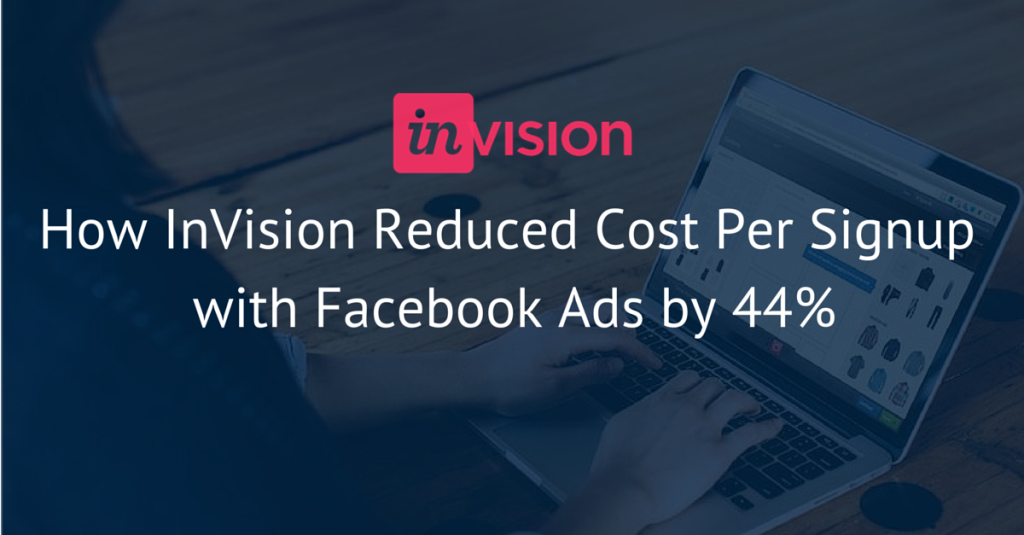 inVISION
How InVision Reduced Cost Per Signup
with Facebook Ads by 44%